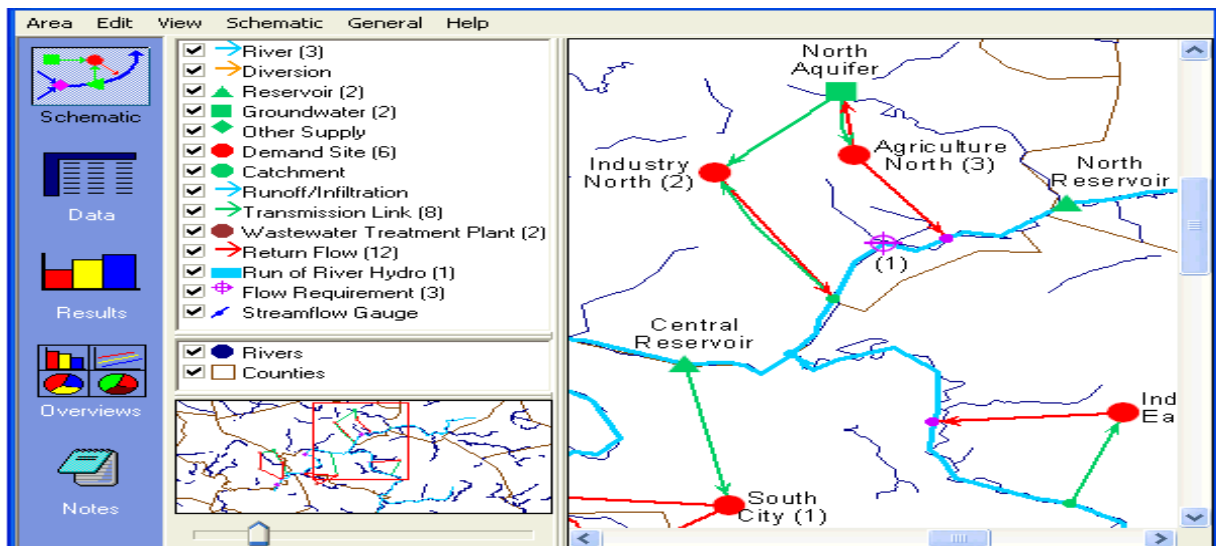 Area Edit View Schematic General Help
Schematic
Data
Results
Overviews
Notes
River (3)
Diversion
Reservoir (2)
Groundwater (2)
Other Supply
Demand Site (6)
Catchment
Runoff/Infiltration
Transmission Link (8)
Wastewater Treatment Plant (2)
Return Flow (12)
Run of River Hydro (1)
Flow Requirement (3)
Streamflow Gauge
Rivers
Counties
North
Aquifer
Industry
North (2)
Agriculture
North (3)
North
Reservoir
(1)
Central
Reservoir
Ind
Ea
South
City (1)